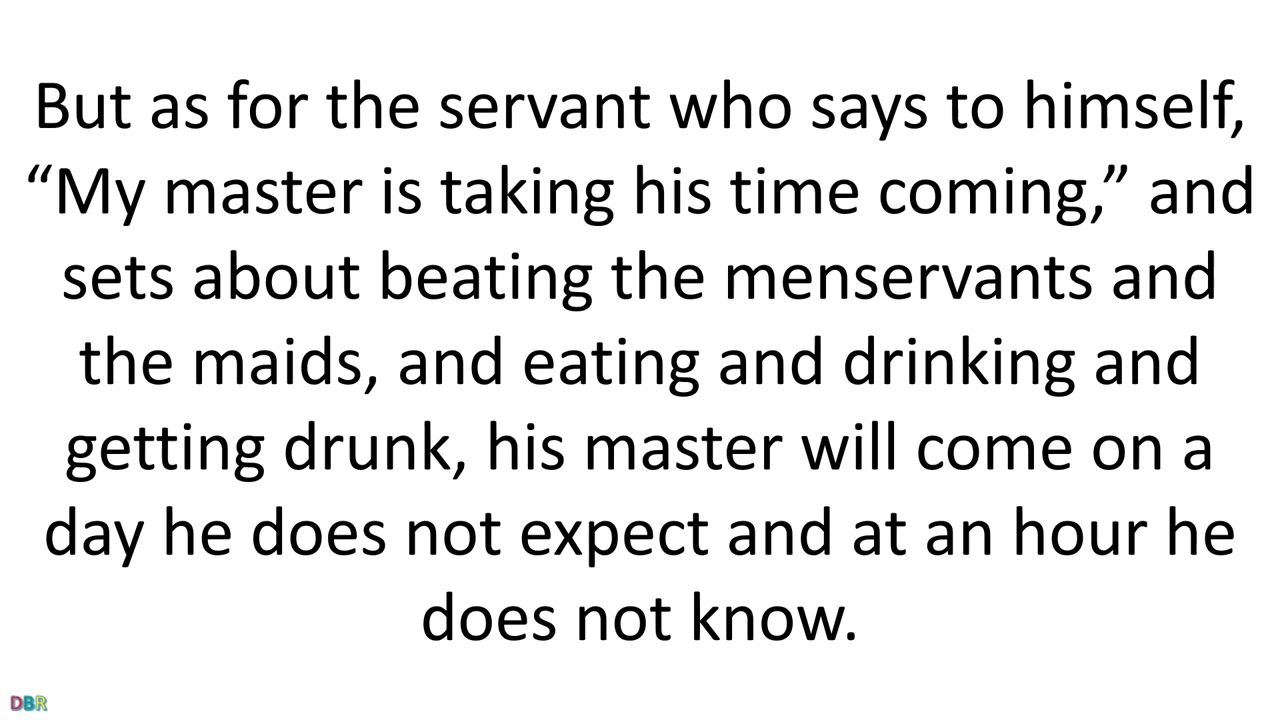 But as for the servant who says to himself,
“My master is taking his time coming,” and
sets about beating the menservants and
the maids, and eating and drinking and
getting drunk, his master will come on a
day he does not expect and at an hour he
does not know.
DBR